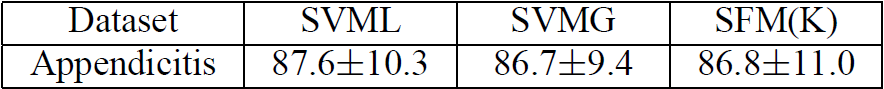 Dataset SVML SVMG SFM(K)
Appendicitis 87.6±10.3 86.7±9.4 86.8±11.0